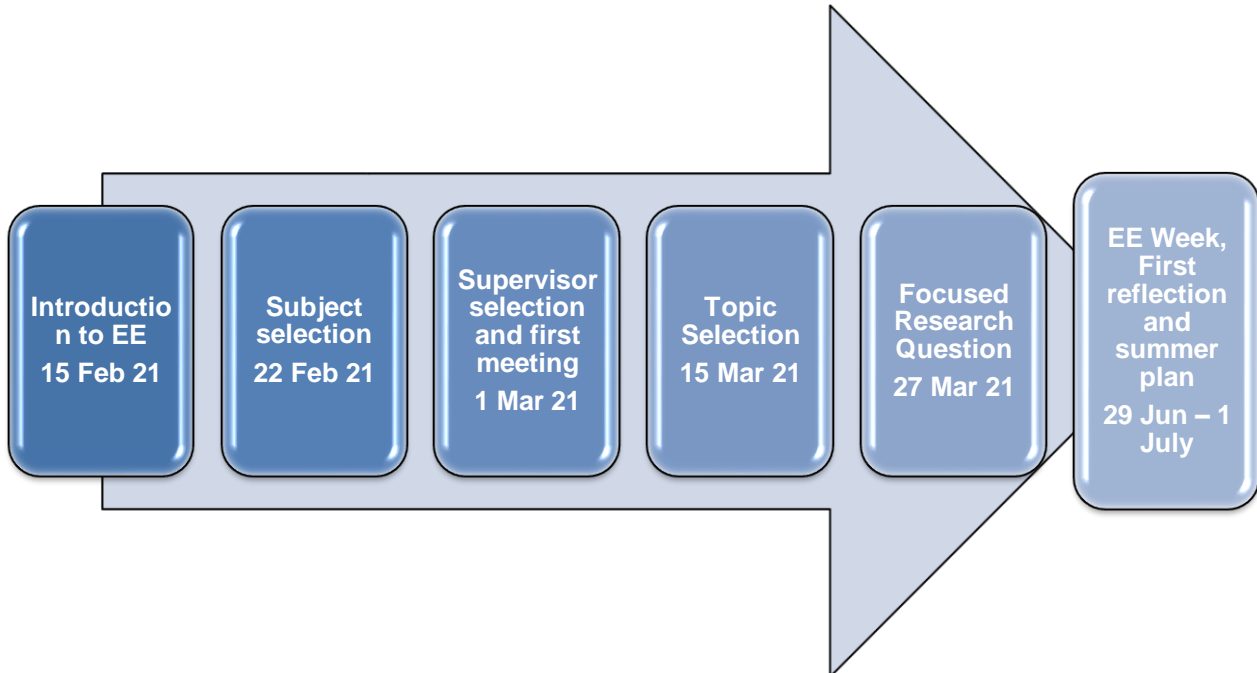 Introductio
n to EE
15 Feb 21
Subject
selection
22 Feb 21
Supervisor
selection
and first
meeting
1 Mar 21
Topic
Selection
15 Mar 21
Focused
Research
Question
27 Mar 21
EE Week,
First
reflection
and
summer
plan
29 Jun – 1
July